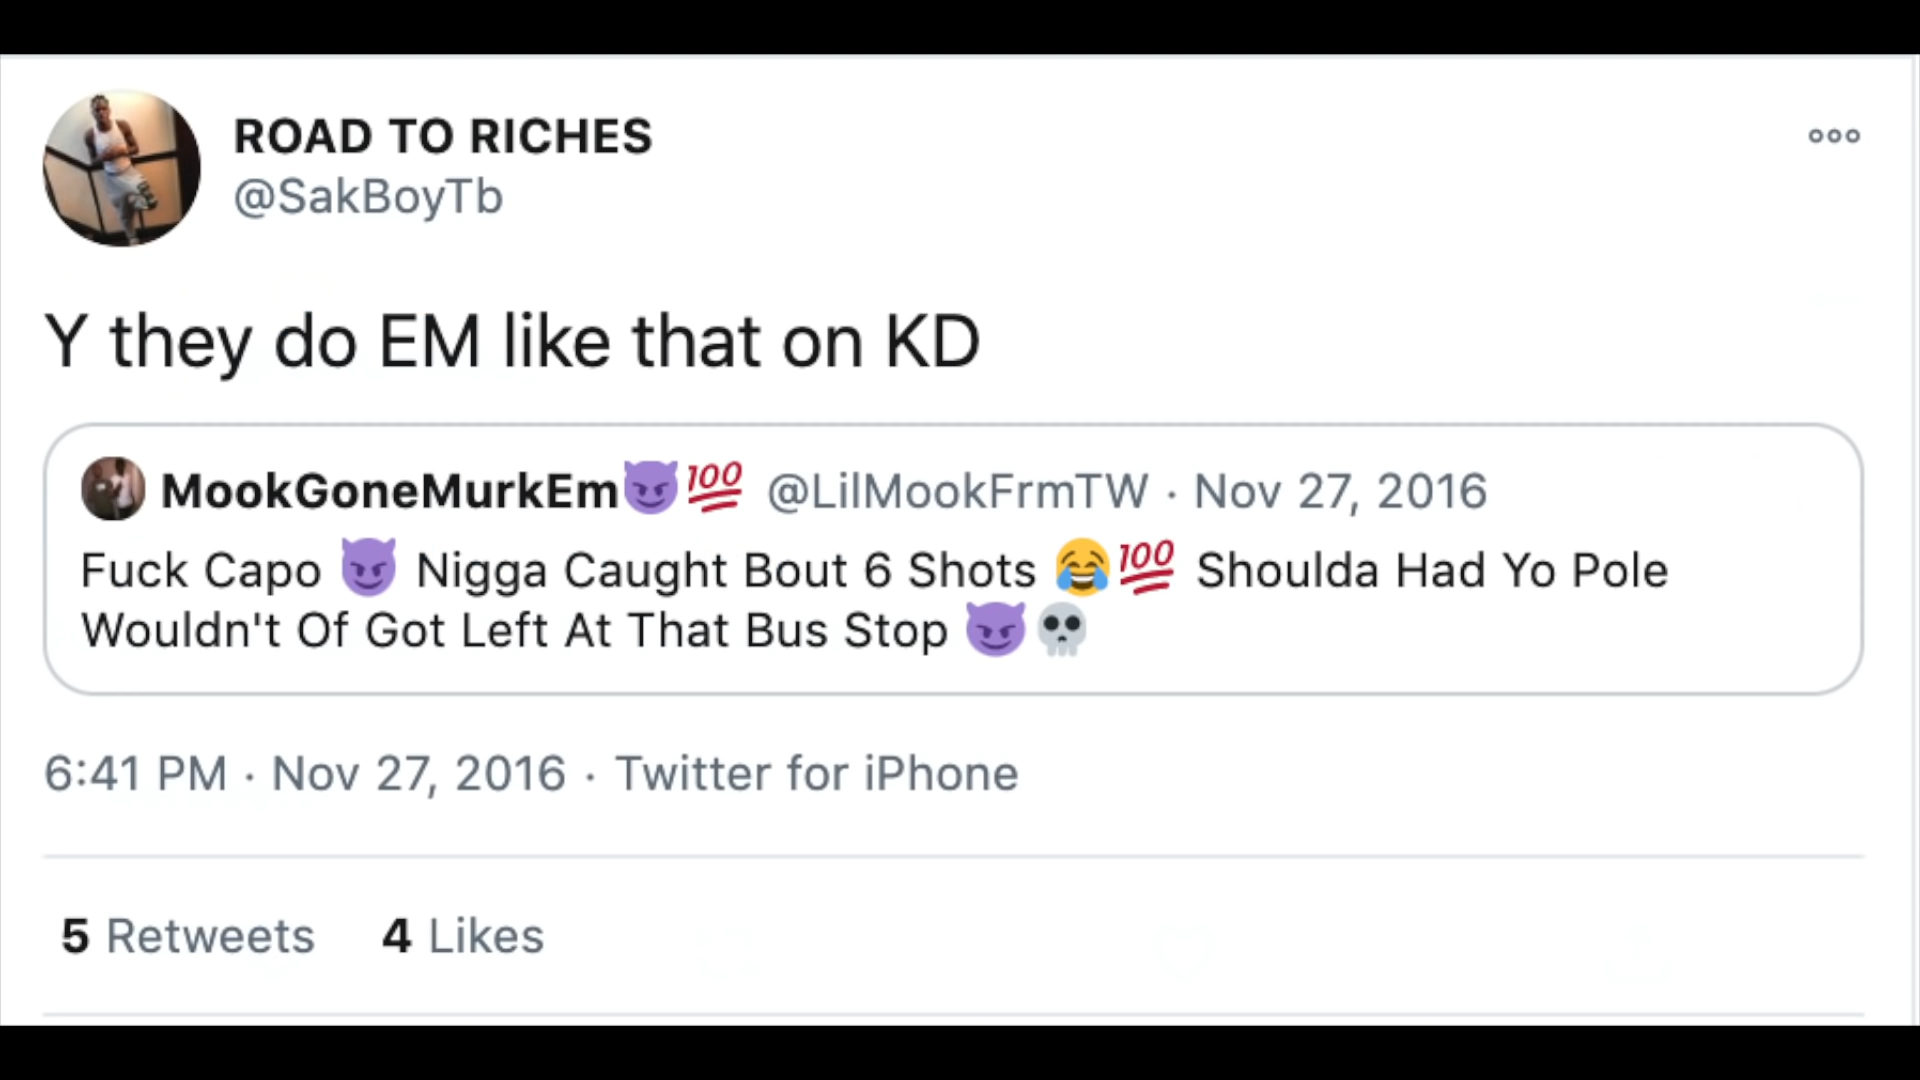 ROAD TO RICHES
@SakBoyTb
Y they do EM like that on KD
MookGoneMurkEm😈💯 @LilMookFrmTW · Nov 27, 2016
Fuck Capo 😈 Nigga Caught Bout 6 Shots 😂💯 Shoulda Had Yo Pole
Wouldn't Of Got Left At That Bus Stop 😈💀
6:41 PM · Nov 27, 2016 · Twitter for iPhone
5 Retweets 4 Likes